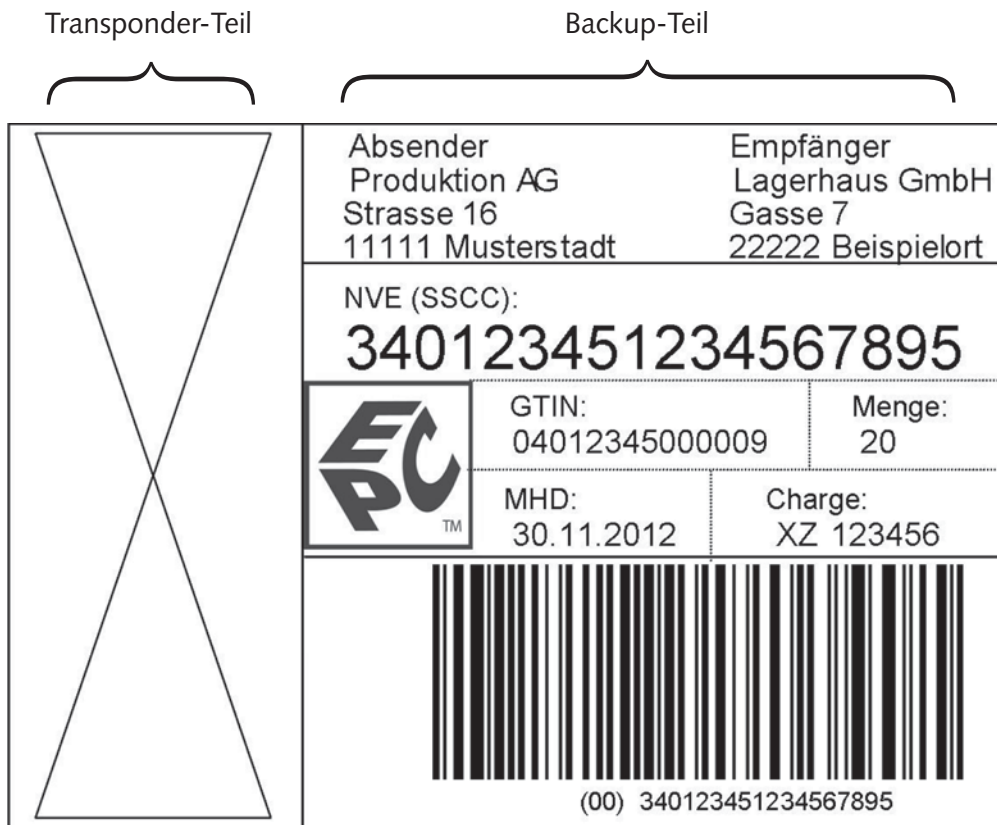 Transponder-Teil
Backup-Teil
Absender
Produktion AG
Strasse 16
11111 Musterstadt
Empfänger
Lagerhaus GmbH
Gasse 7
22222 Beispielort
NVE (SSCC):
340123451234567895
EPC
TM
GTIN:
04012345000009
Menge:
20
MHD:
30.11.2012
Charge:
XZ 123456
(00) 340123451234567895